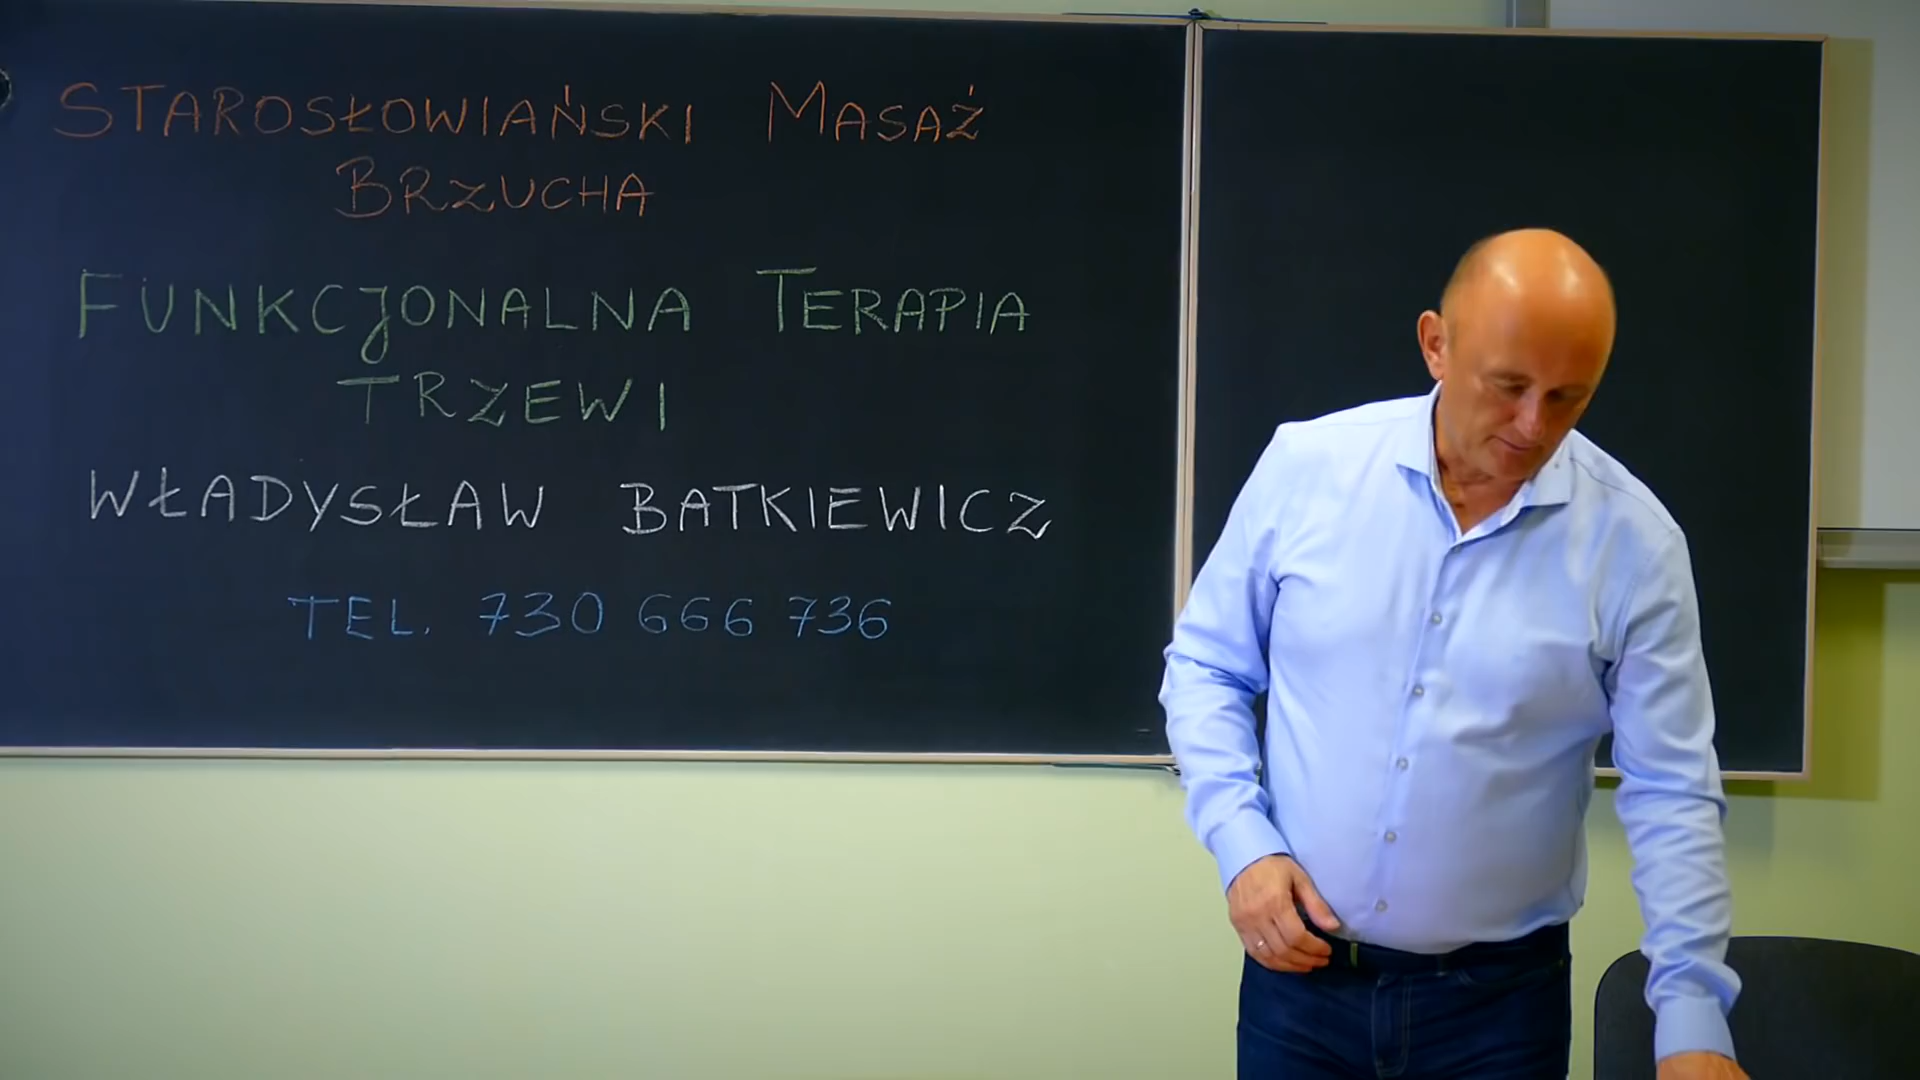 STAROSŁOWIAŃSKI MASAŻ
BRZUCHA
FUNKCJONALNA TERAPIA
TRZEWI
WŁADYSŁAW BATKIEWICZ
TEL. 730 666 736